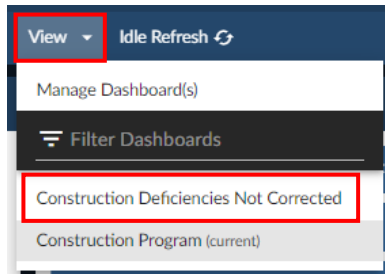 View Idle Refresh
Manage Dashboard(s)
Filter Dashboards
Construction Deficiencies Not Corrected
Construction Program (current)